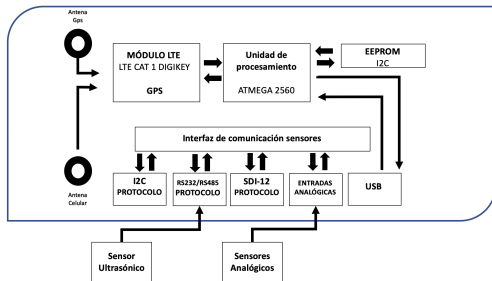 Antena
Gps
MÓDULO LTE
LTE CAT 1 DIGIKEY
GPS
Unidad de
procesamiento
ATMEGA 2560
EEPROM
I2C
Interfaz de comunicación sensores
I2C
PROTOCOLO
RS232/RS485
PROTOCOLO
SDI-12
PROTOCOLO
ENTRADAS
ANALÓGICAS
USB
Antena
Celular
Sensor
Ultrasónico
Sensores
Analógicos